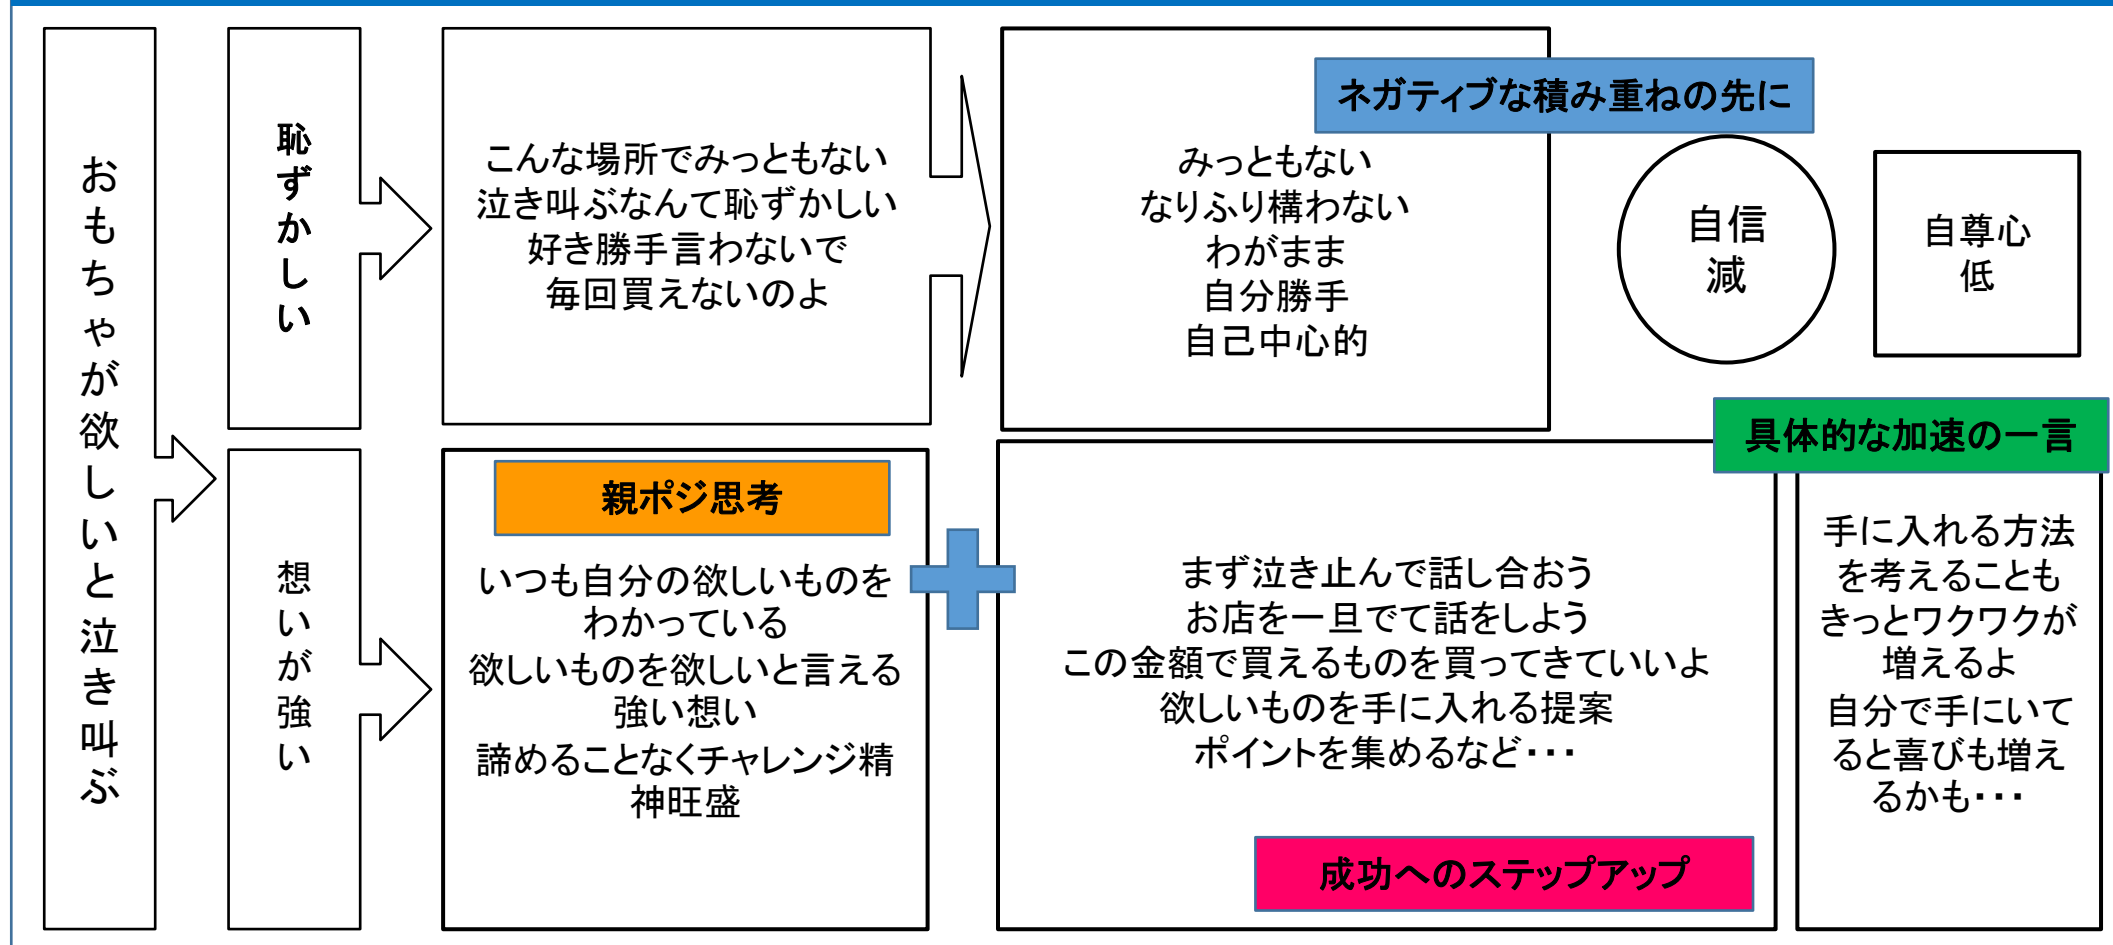 おもちゃが欲しいと泣き叫ぶ
恥ずかしい
こんな場所でみっともない
泣き叫ぶなんて恥ずかしい
好き勝手言わないで
毎回買えないのよ
ネガティブな積み重ねの先に
みっともない
なりふり構わない
わがまま
自分勝手
自己中心的
自信
減
自尊心
低
想いが強い
親ポジ思考
いつも自分の欲しいものを
わかっている
欲しいものを欲しいと言える
強い想い
諦めることなくチャレンジ精
神旺盛
まず泣き止んで話し合おう
お店を一旦でて話をしよう
この金額で買えるものを買ってきていいよ
欲しいものを手に入れる提案
ポイントを集めるなど・・・
成功へのステップアップ
具体的な加速の一言
手に入れる方法
を考えることも
きっとワクワクが
増えるよ
自分で手にいて
ると喜びも増え
るかも・・・